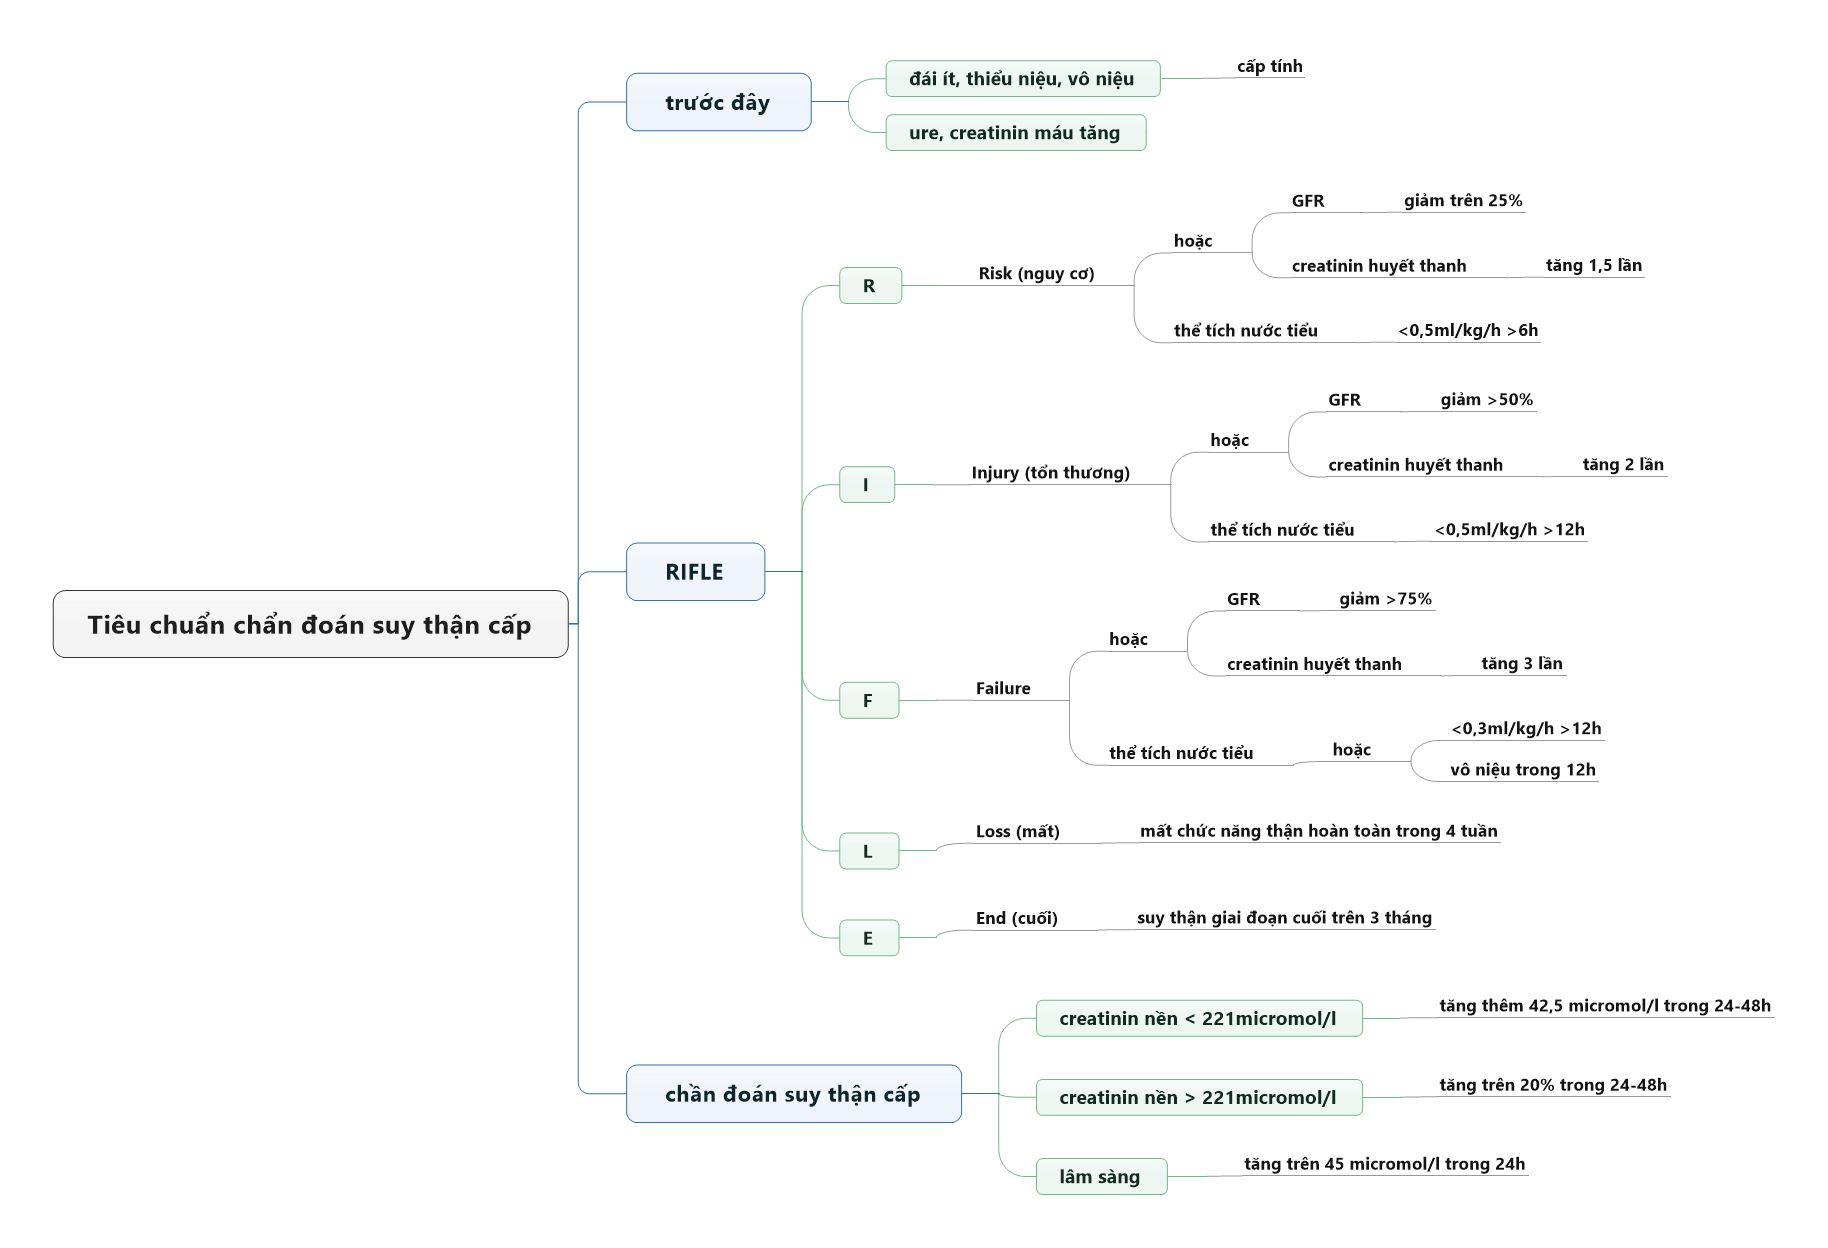 Tiêu chuẩn chẩn đoán suy thận cấp
trước đây
đái ít, thiểu niệu, vô niệu
cấp tính
ure, creatinin máu tăng
RIFLE
R
Risk (nguy cơ)
hoặc
GFR
giảm trên 25%
creatinin huyết thanh
tăng 1,5 lần
thể tích nước tiểu
<0,5ml/kg/h >6h
I
Injury (tổn thương)
hoặc
GFR
giảm >50%
creatinin huyết thanh
tăng 2 lần
thể tích nước tiểu
<0,5ml/kg/h >12h
F
Failure
hoặc
GFR
giảm >75%
creatinin huyết thanh
tăng 3 lần
thể tích nước tiểu
hoặc
<0,3ml/kg/h >12h
vô niệu trong 12h
L
Loss (mất)
mất chức năng thận hoàn toàn trong 4 tuần
E
End (cuối)
suy thận giai đoạn cuối trên 3 tháng
chần đoán suy thận cấp
creatinin nền < 221micromol/l
tăng thêm 42,5 micromol/l trong 24-48h
creatinin nền > 221micromol/l
tăng trên 20% trong 24-48h
lâm sàng
tăng trên 45 micromol/l trong 24h